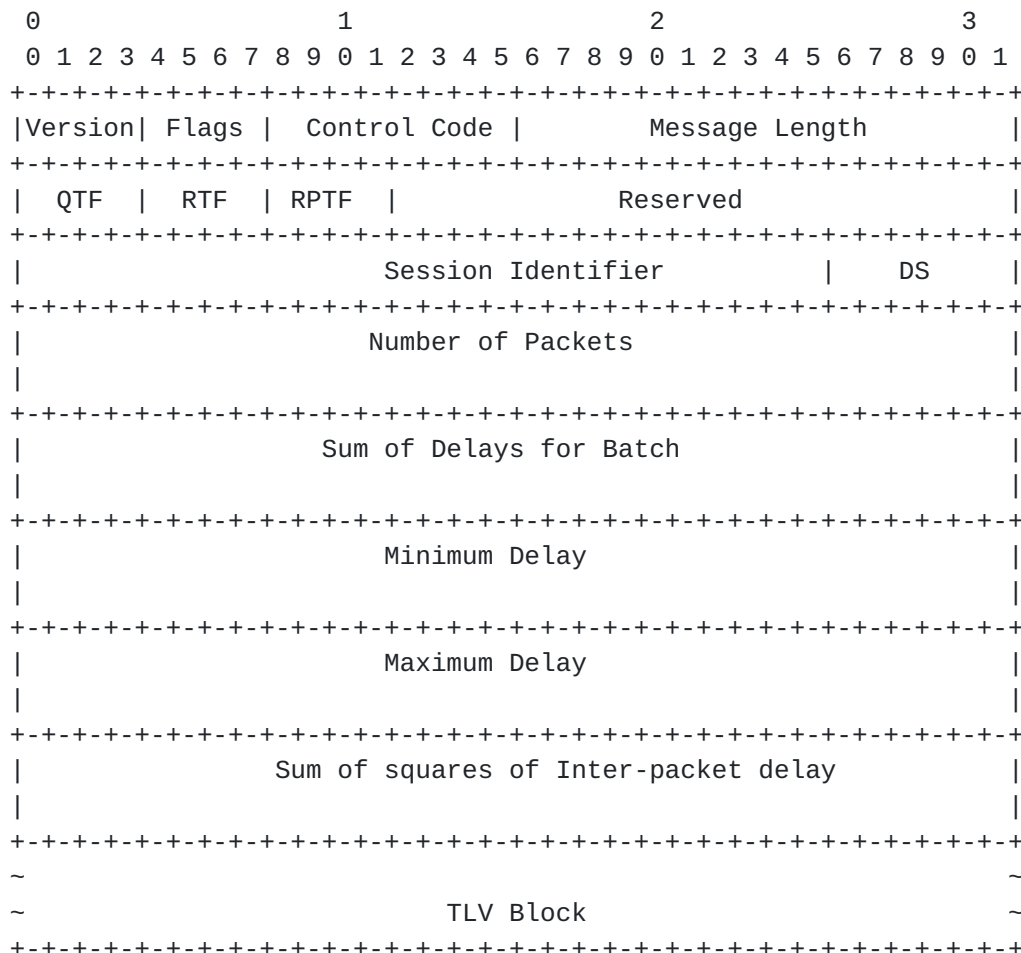 0                   1                   2                   3
 0 1 2 3 4 5 6 7 8 9 0 1 2 3 4 5 6 7 8 9 0 1 2 3 4 5 6 7 8 9 0 1
+-+-+-+-+-+-+-+-+-+-+-+-+-+-+-+-+-+-+-+-+-+-+-+-+-+-+-+-+-+-+-+-+
|Version| Flags |  Control Code |        Message Length         |
+-+-+-+-+-+-+-+-+-+-+-+-+-+-+-+-+-+-+-+-+-+-+-+-+-+-+-+-+-+-+-+-+
|  QTF  |  RTF  | RPTF  |              Reserved                 |
+-+-+-+-+-+-+-+-+-+-+-+-+-+-+-+-+-+-+-+-+-+-+-+-+-+-+-+-+-+-+-+-+
|                       Session Identifier          |    DS     |
+-+-+-+-+-+-+-+-+-+-+-+-+-+-+-+-+-+-+-+-+-+-+-+-+-+-+-+-+-+-+-+-+
|                      Number of Packets                        |
|                                                               |
+-+-+-+-+-+-+-+-+-+-+-+-+-+-+-+-+-+-+-+-+-+-+-+-+-+-+-+-+-+-+-+-+
|                   Sum of Delays for Batch                     |
|                                                               |
+-+-+-+-+-+-+-+-+-+-+-+-+-+-+-+-+-+-+-+-+-+-+-+-+-+-+-+-+-+-+-+-+
|                       Minimum Delay                           |
|                                                               |
+-+-+-+-+-+-+-+-+-+-+-+-+-+-+-+-+-+-+-+-+-+-+-+-+-+-+-+-+-+-+-+-+
|                       Maximum Delay                           |
|                                                               |
+-+-+-+-+-+-+-+-+-+-+-+-+-+-+-+-+-+-+-+-+-+-+-+-+-+-+-+-+-+-+-+-+
|                Sum of squares of Inter-packet delay           |
|                                                               |
+-+-+-+-+-+-+-+-+-+-+-+-+-+-+-+-+-+-+-+-+-+-+-+-+-+-+-+-+-+-+-+-+
~                                                               ~
~                           TLV Block                           ~
+-+-+-+-+-+-+-+-+-+-+-+-+-+-+-+-+-+-+-+-+-+-+-+-+-+-+-+-+-+-+-+-+